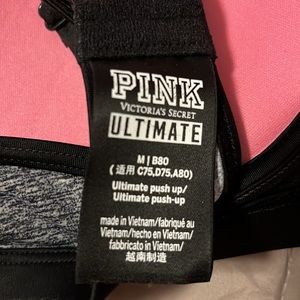 PINK
VICTORIA'S SECRET
ULTIMATE
M | B80
(适用 C75,D75,A80)
Ultimate push up/
Ultimate push-up
made in Vietnam/fabriqué au
Vietnam/hecho en Vietnam/
fabbricato in Vietnam/
越南制造